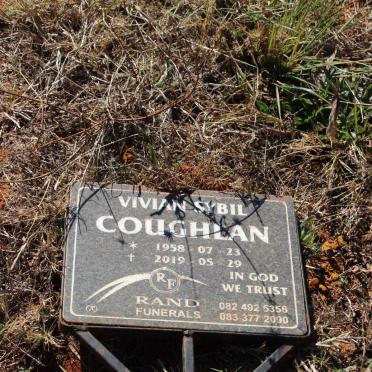 VIVIAN SYBIL
COUGHLAN
* 1958 - 07 - 23
† 2019 - 05 - 29
IN GOD
WE TRUST
RF
RAND
FUNERALS
082 492 5356
083 377 2090